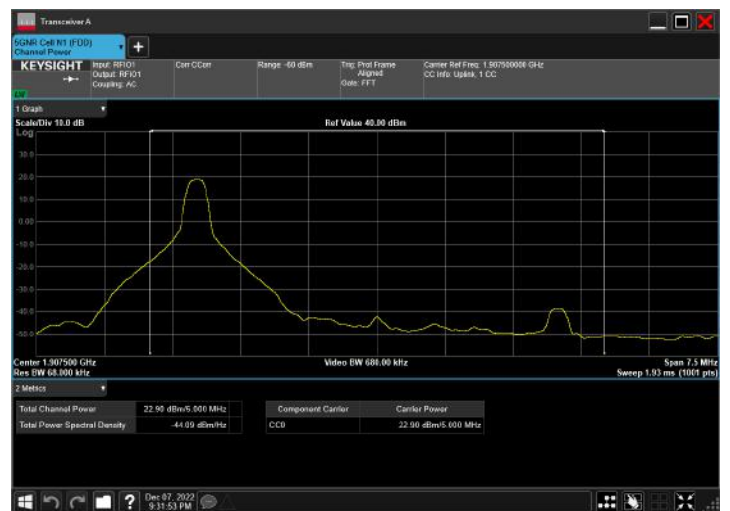 Transceiver A
5GNR Cell N1 (FDD)
Channel Power
+
KEYSIGHT
Input: RFIO1
Output: RFIO1
Coupling: AC
Corr CCorr
Range -60 dBm
Trig: Prot Frame
Aligned
Gate: FFT
Carrier Ref Freq: 1.907500000 GHz
CC Info: Uplink, 1 CC
1 Graph
Scale/Div 10.0 dB
Ref Value 40.00 dBm
Log
30.0
20.0
10.0
0.00
-10.0
-20.0
-30.0
-40.0
-50.0
Center 1.907500 GHz
Video BW 680.00 kHz
Span 7.5 MHz
Res BW 68.000 kHz
Sweep 1.93 ms (1001 pts)
2 Metrics
Total Channel Power 22.90 dBm/5.000 MHz
Total Power Spectral Density -44.09 dBm/Hz
Component Carrier Carrier Power
CC0 22.90 dBm/5.000 MHz
?
Dec 07, 2022
9:31:53 PM